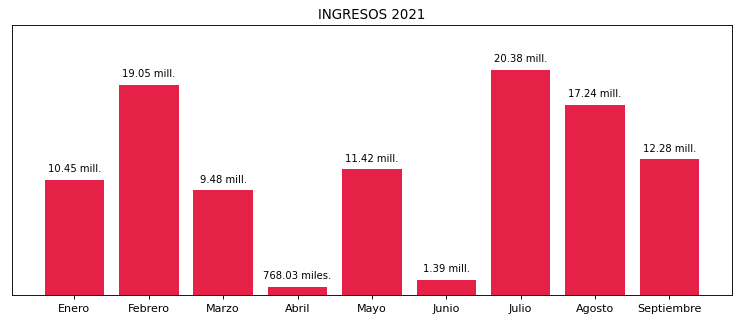 INGRESOS 2021
10.45 mill.
19.05 mill.
9.48 mill.
768.03 miles.
11.42 mill.
1.39 mill.
20.38 mill.
17.24 mill.
12.28 mill.
Enero Febrero Marzo Abril Mayo Junio Julio Agosto Septiembre